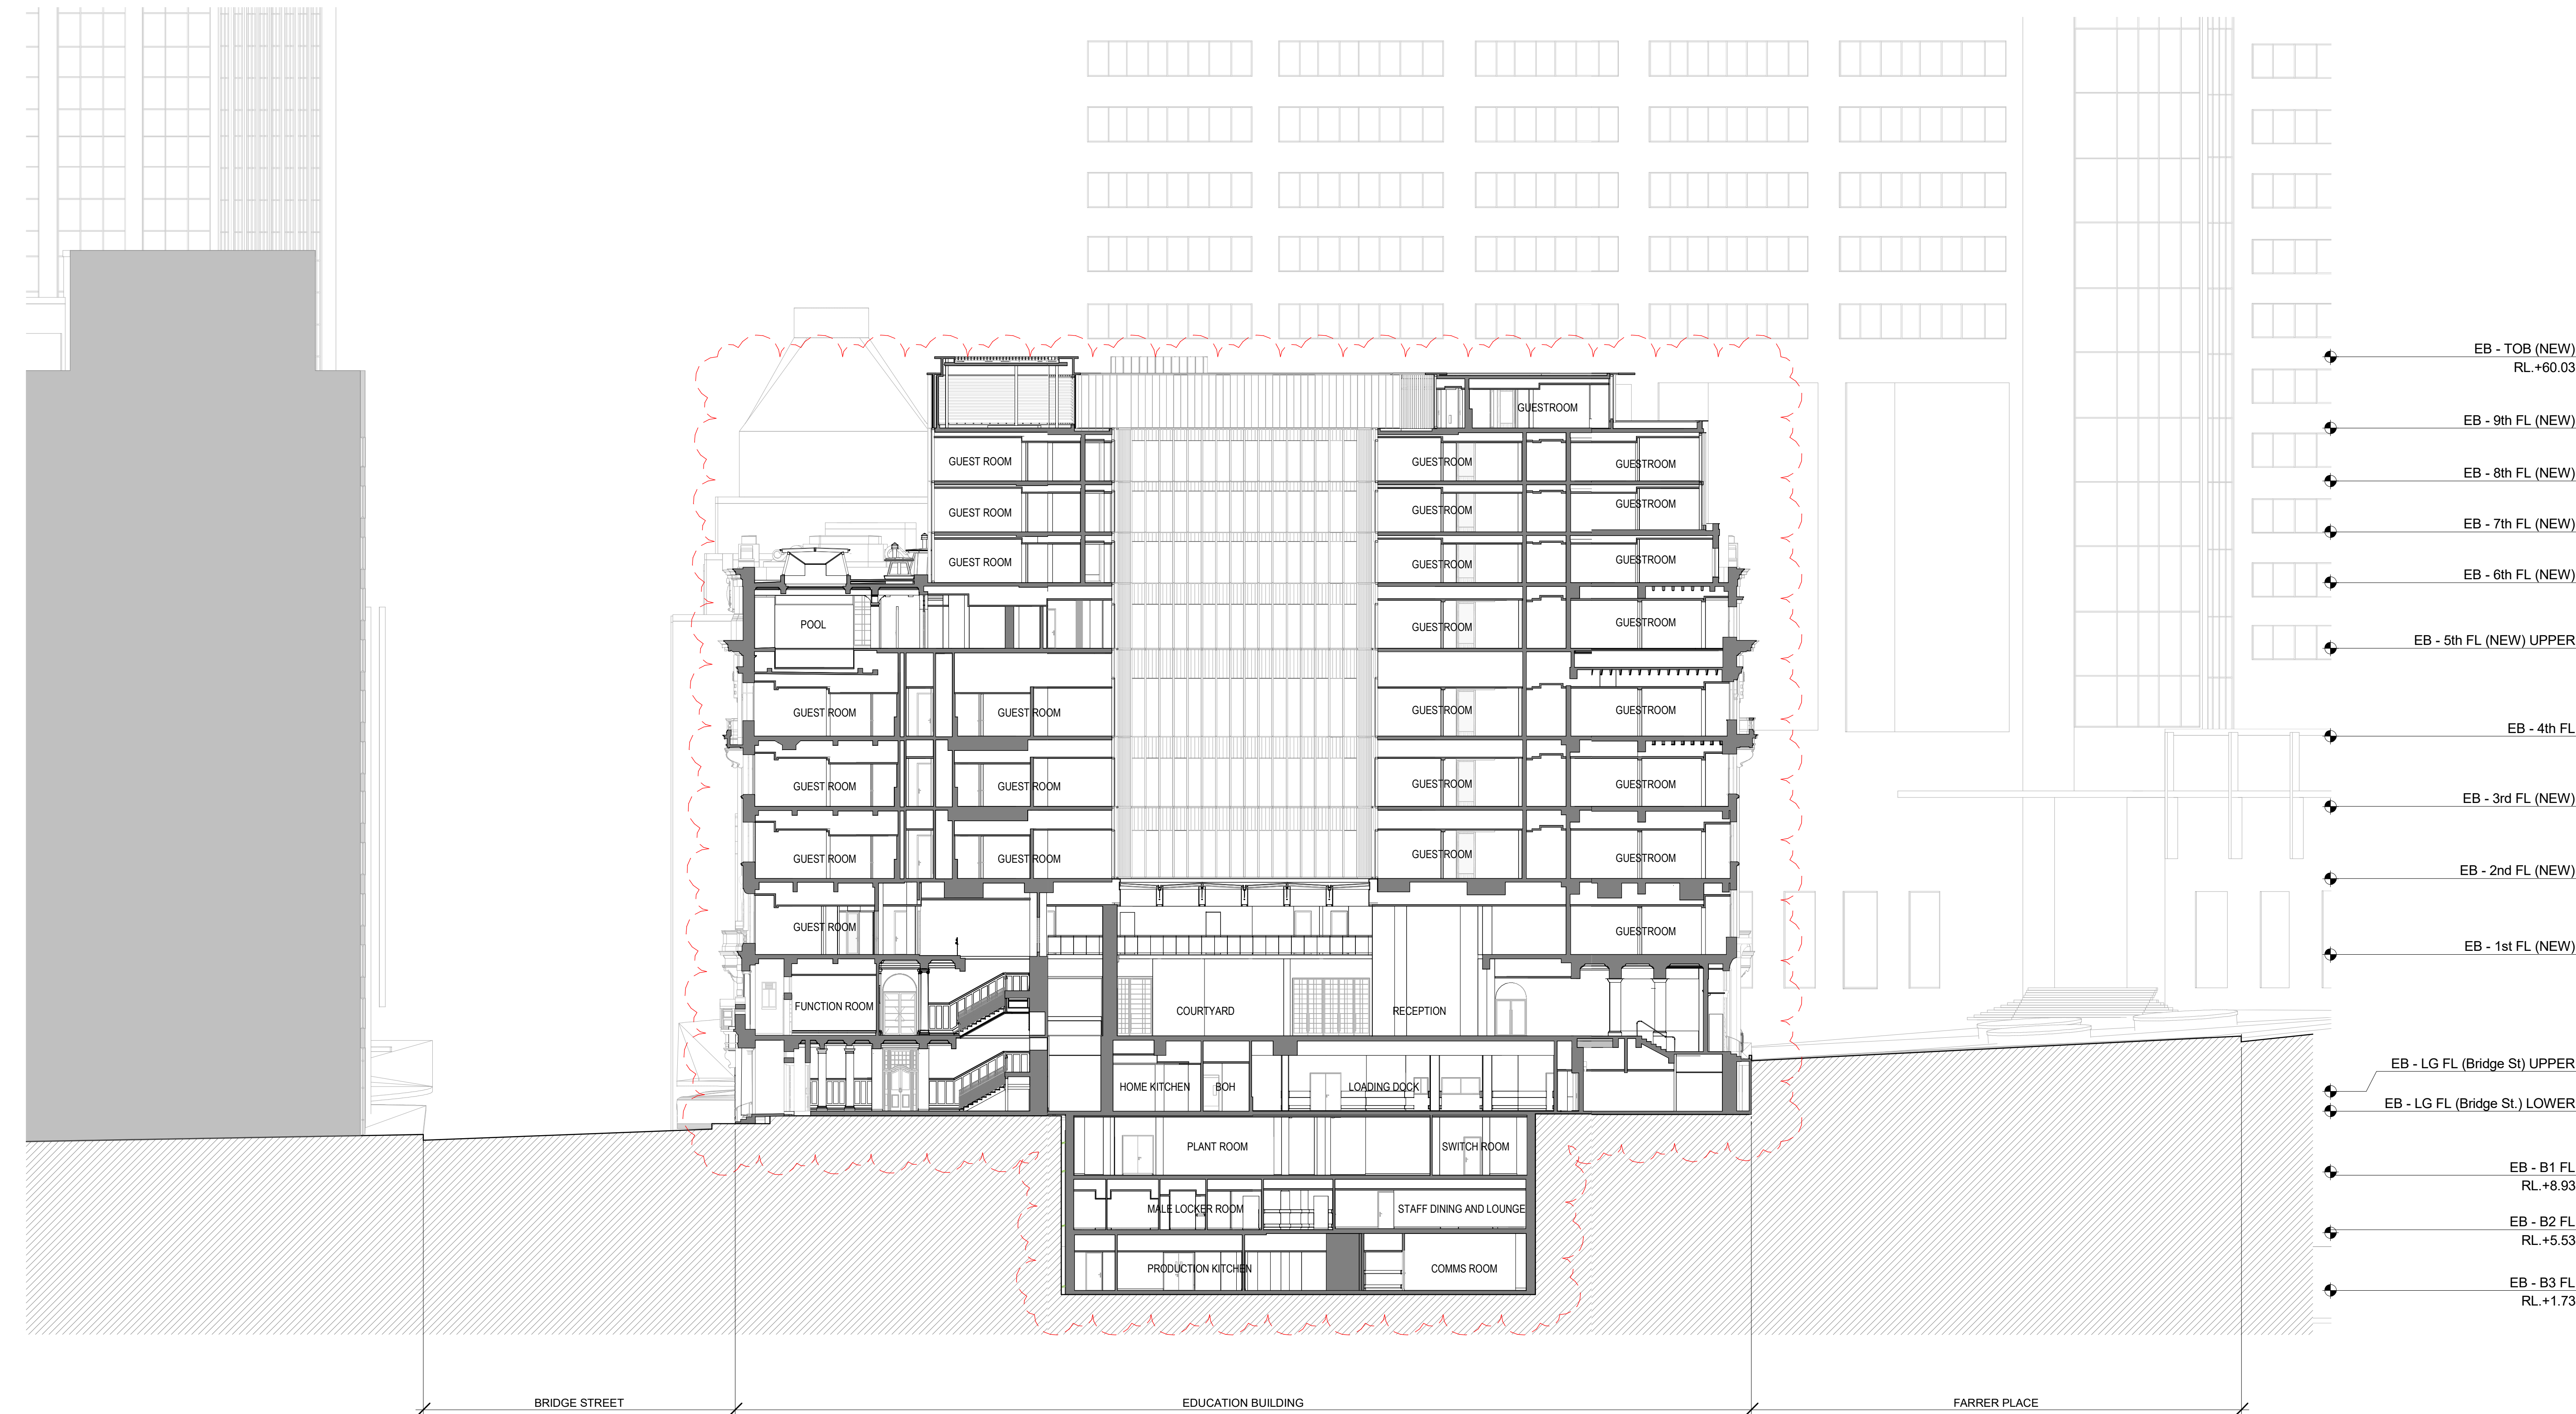 EB - TOB (NEW)
RL.+60.03
GUESTROOM
EB - 9th FL (NEW)
GUEST ROOM
GUESTROOM
GUESTROOM
EB - 8th FL (NEW)
GUEST ROOM
GUESTROOM
GUESTROOM
EB - 7th FL (NEW)
GUEST ROOM
GUESTROOM
GUESTROOM
EB - 6th FL (NEW)
POOL
GUESTROOM
GUESTROOM
EB - 5th FL (NEW) UPPER
GUEST ROOM
GUEST ROOM
GUESTROOM
GUESTROOM
EB - 4th FL
GUEST ROOM
GUEST ROOM
GUESTROOM
GUESTROOM
EB - 3rd FL (NEW)
GUEST ROOM
GUEST ROOM
GUESTROOM
GUESTROOM
EB - 2nd FL (NEW)
GUEST ROOM
GUESTROOM
EB - 1st FL (NEW)
FUNCTION ROOM
COURTYARD
RECEPTION
EB - LG FL (Bridge St) UPPER
HOME KITCHEN
BOH
LOADING DOCK
EB - LG FL (Bridge St.) LOWER
PLANT ROOM
SWITCH ROOM
EB - B1 FL
RL.+8.93
MALE LOCKER ROOM
STAFF DINING AND LOUNGE
EB - B2 FL
RL.+5.53
PRODUCTION KITCHEN
COMMS ROOM
EB - B3 FL
RL.+1.73
BRIDGE STREET
EDUCATION BUILDING
FARRER PLACE